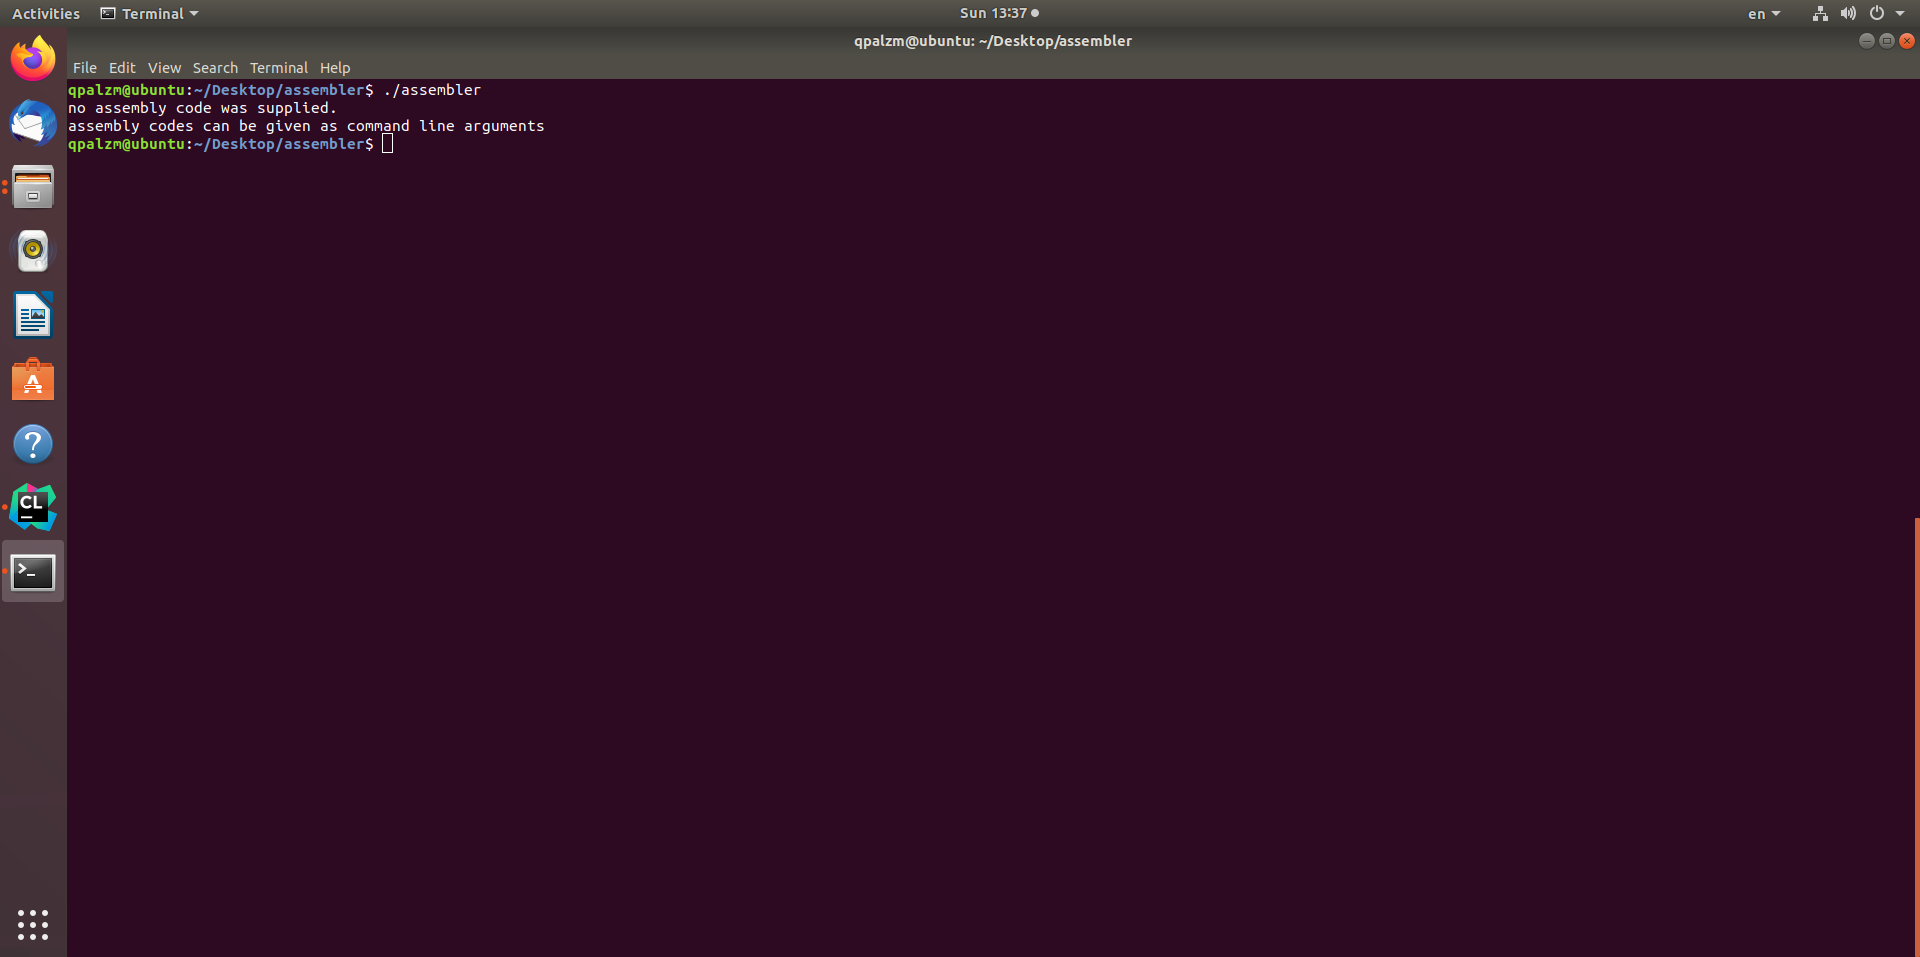 Activities Terminal Sun 13:37 en
qpalzm@ubuntu: ~/Desktop/assembler
File Edit View Search Terminal Help
qpalzm@ubuntu:~/Desktop/assembler$ ./assembler
no assembly code was supplied.
assembly codes can be given as command line arguments
qpalzm@ubuntu:~/Desktop/assembler$
A
?
CL
>_